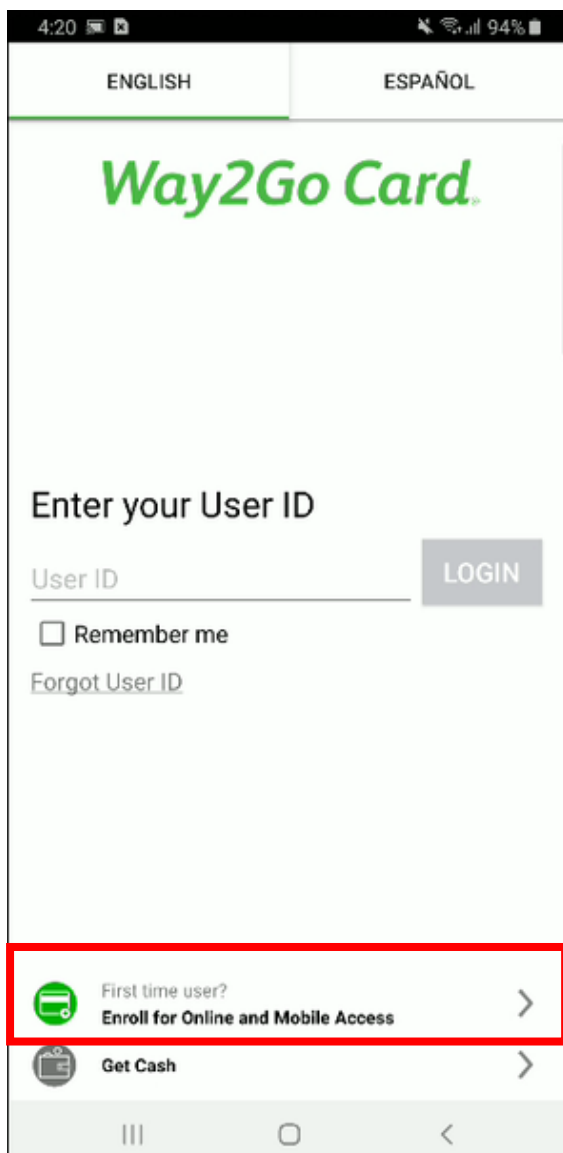 4:20 94%
ENGLISH ESPAÑOL
Way2Go Card
Enter your User ID
User ID LOGIN
Remember me
Forgot User ID
First time user?
Enroll for Online and Mobile Access
Get Cash